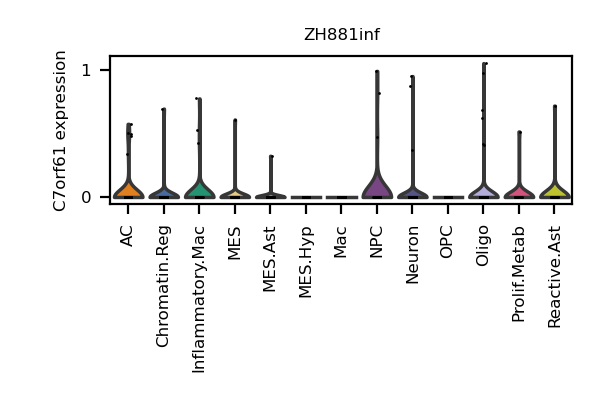 ZH881inf
C7orf61 expression
1
0
AC
Chromatin.Reg
Inflammatory.Mac
MES
MES.Ast
MES.Hyp
Mac
NPC
Neuron
OPC
Oligo
Prolif.Metab
Reactive.Ast